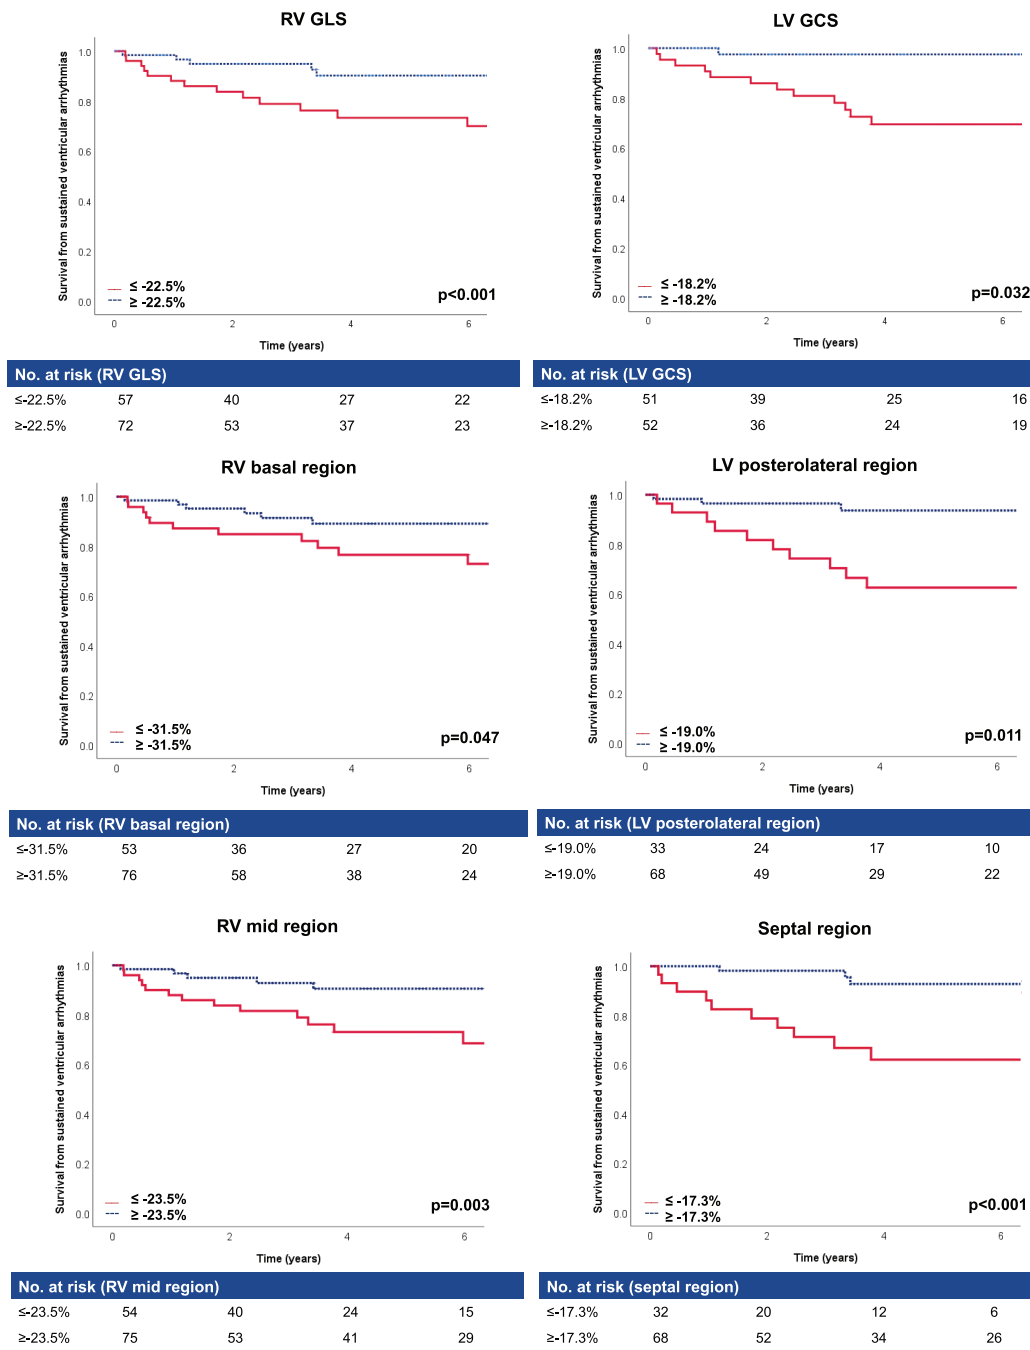 RV GLS
Survival from sustained ventricular arrhythmias
1.0
0.8
0.6
0.4
0.2
0.0
≤ -22.5%
≥ -22.5%
p<0.001
0 2 4 6
Time (years)
No. at risk (RV GLS)
≤-22.5% 57 40 27 22
≥-22.5% 72 53 37 23
LV GCS
Survival from sustained ventricular arrhythmias
1.0
0.8
0.6
0.4
0.2
0.0
≤ -18.2%
≥ -18.2%
p=0.032
0 2 4 6
Time (years)
No. at risk (LV GCS)
≤-18.2% 51 39 25 16
≥-18.2% 52 36 24 19
RV basal region
Survival from sustained ventricular arrhythmias
1.0
0.8
0.6
0.4
0.2
0.0
≤ -31.5%
≥ -31.5%
p=0.047
0 2 4 6
Time (years)
No. at risk (RV basal region)
≤-31.5% 53 36 27 20
≥-31.5% 76 58 38 24
LV posterolateral region
Survival from sustained ventricular arrhythmias
1.0
0.8
0.6
0.4
0.2
0.0
≤ -19.0%
≥ -19.0%
p=0.011
0 2 4 6
Time (years)
No. at risk (LV posterolateral region)
≤-19.0% 33 24 17 10
≥-19.0% 68 49 29 22
RV mid region
Survival from sustained ventricular arrhythmias
1.0
0.8
0.6
0.4
0.2
0.0
≤ -23.5%
≥ -23.5%
p=0.003
0 2 4 6
Time (years)
No. at risk (RV mid region)
≤-23.5% 54 40 24 15
≥-23.5% 75 53 41 29
Septal region
Survival from sustained ventricular arrhythmias
1.0
0.8
0.6
0.4
0.2
0.0
≤ -17.3%
≥ -17.3%
p<0.001
0 2 4 6
Time (years)
No. at risk (septal region)
≤-17.3% 32 20 12 6
≥-17.3% 68 52 34 26